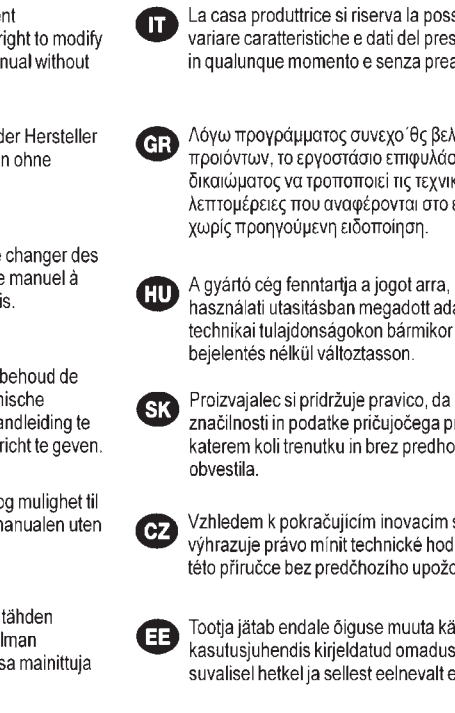 ent
right to modify
nual without
der Hersteller
n ohne
e changer des
e manuel à
is.
behoud de
nische
andleiding te
richt te geven.
og mulighet til
manualen uten
tähden
lman
sa mainittuja
IT La casa produttrice si riserva la poss
variare caratteristiche e dati del pres
in qualunque momento e senza prea
GR Λόγω προγράμματος συνεχο΄θς βελ
προιόντων, το εργοστάσιο επιφυλάσ
δικαιώματος να τροποποιεί τις τεχνικ
λεπτομέρειες που αναφέρονται στο ε
χωρίς προηγούμενη ειδοποίηση.
HU A gyártó cég fenntartja a jogot arra,
használati utasitásban megadott ada
technikai tulajdonságokon bármikor
bejelentés nélkül változtasson.
SK Proizvajalec si pridržuje pravico, da
značilnosti in podatke pričujočega pr
katerem koli trenutku in brez predho
obvestila.
CZ Vzhledem k pokračujícím inovacím s
výhrazuje právo mínit technické hod
této příručce bez predčhozího upožo
EE Tootja jätab endale õiguse muuta kä
kasutusjuhendis kirjeldatud omadus
suvalisel hetkel ja sellest eelnevalt e